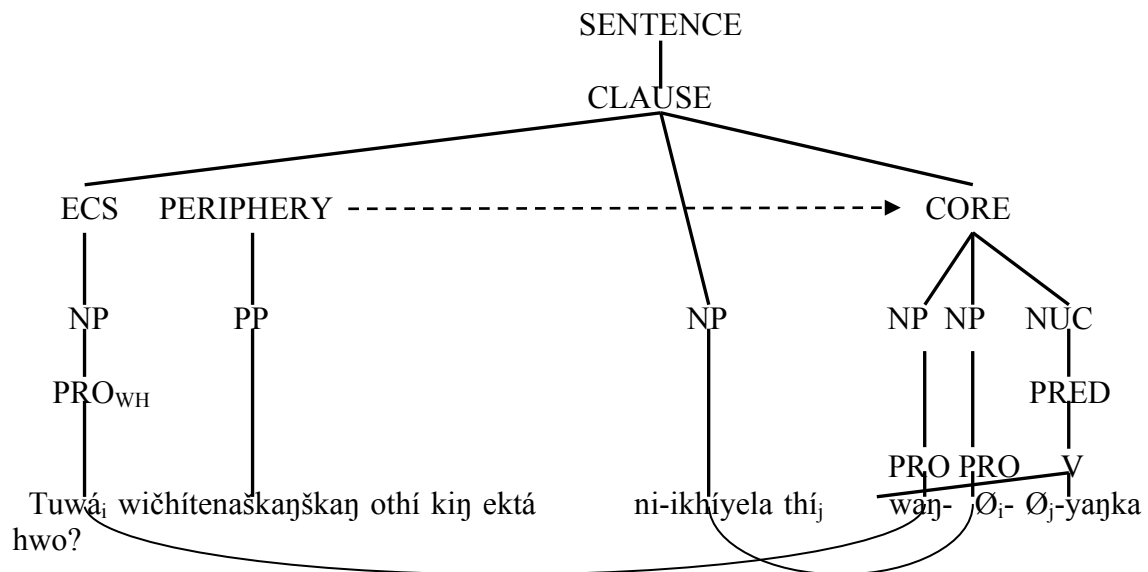 SENTENCE
CLAUSE
ECS PERIPHERY CORE
NP PP NP NP NP NUC
PRO_WH PRED
PRO PRO V
Tuwáᵢ wičhítenaškaŋškaŋ othí kiŋ ektá ni-ikhíyela thíⱼ waŋ- Øᵢ- Øⱼ-yaŋka
hwo?